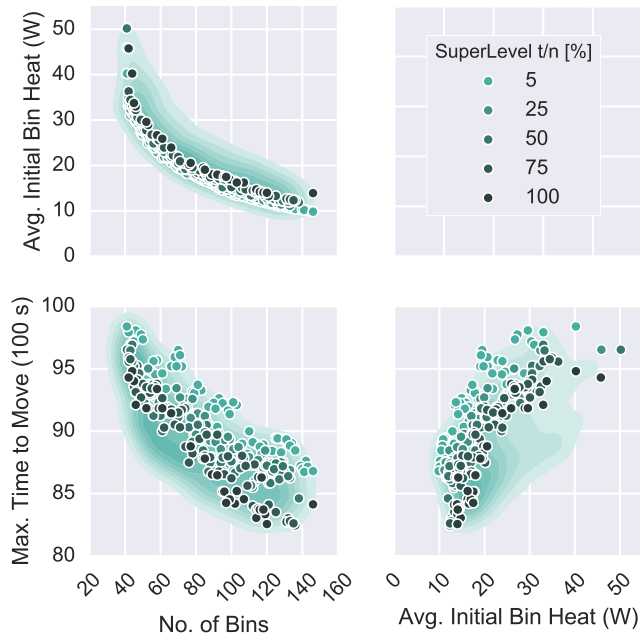 Avg. Initial Bin Heat (W)
50
40
30
20
10
0
SuperLevel t/n [%]
5
25
50
75
100
Max. Time to Move (100 s)
100
95
90
85
80
20 40 60 80 100 120 140 160
No. of Bins
0 10 20 30 40 50
Avg. Initial Bin Heat (W)